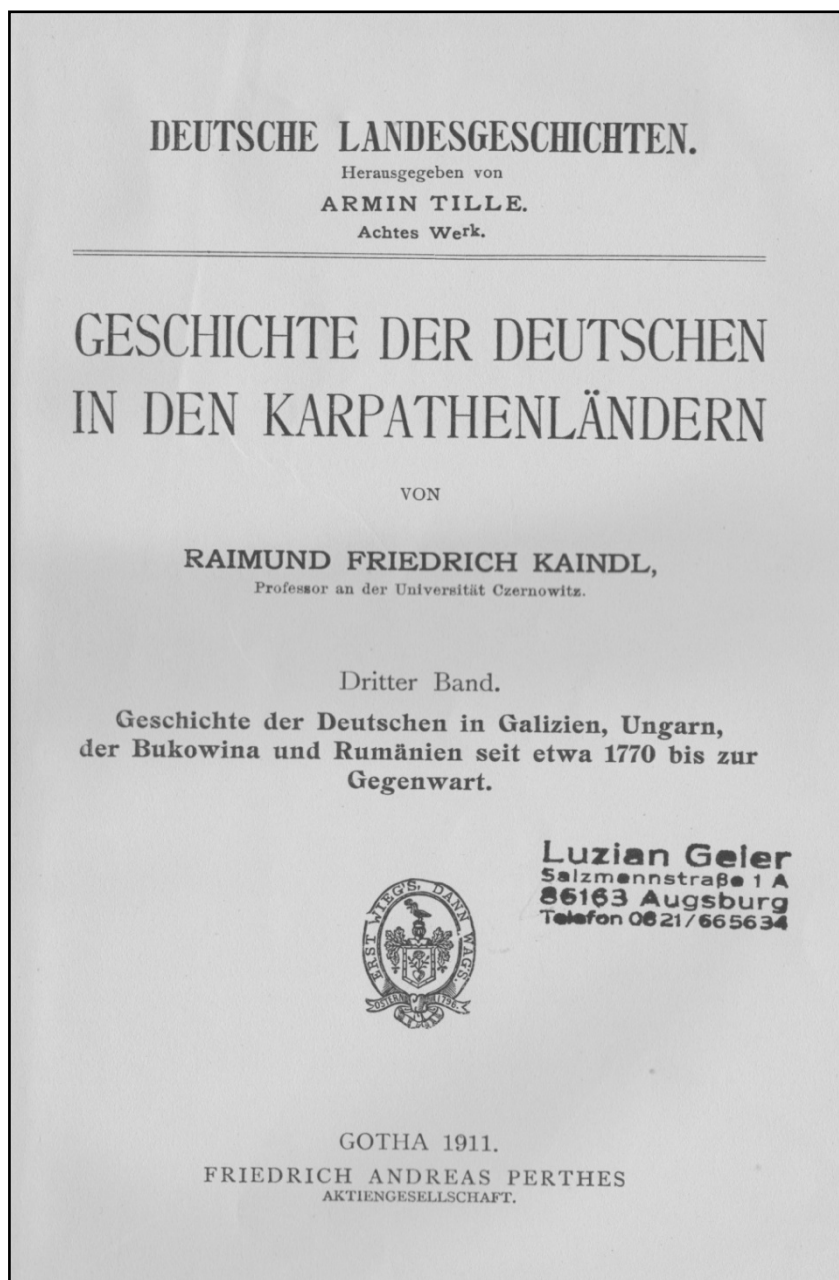 DEUTSCHE LANDESGESCHICHTEN.
Herausgegeben von
ARMIN TILLE.
Achtes Werk.
GESCHICHTE DER DEUTSCHEN
IN DEN KARPATHENLÄNDERN
VON
RAIMUND FRIEDRICH KAINDL,
Professor an der Universität Czernowitz.
Dritter Band.
Geschichte der Deutschen in Galizien, Ungarn,
der Bukowina und Rumänien seit etwa 1770 bis zur
Gegenwart.
Luzian Geier
Salzmannstraße 1 A
86163 Augsburg
Telefon 0821/665634
ERST WIEG'S, DANN WAG'S.
OSTERN 1796.
GOTHA 1911.
FRIEDRICH ANDREAS PERTHES
AKTIENGESELLSCHAFT.